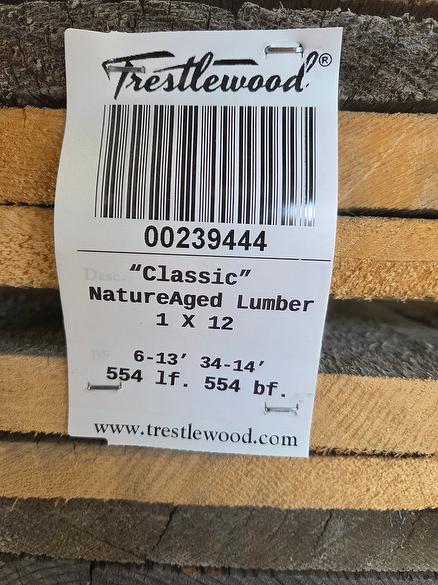 Trestlewood®
00239444
Desc.
"Classic"
NatureAged Lumber
1 X 12
BF
6-13' 34-14'
554 lf. 554 bf.
www.trestlewood.com